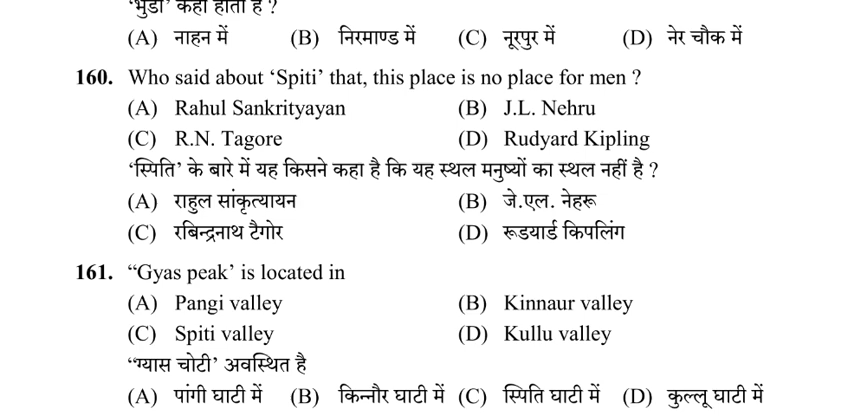 'भुंडा' कहाँ होता है ?
(A) नाहन में (B) निरमाण्ड में (C) नूरपुर में (D) नेर चौक में
160. Who said about ‘Spiti’ that, this place is no place for men ?
(A) Rahul Sankrityayan (B) J.L. Nehru
(C) R.N. Tagore (D) Rudyard Kipling
‘स्पिति’ के बारे में यह किसने कहा है कि यह स्थल मनुष्यों का स्थल नहीं है ?
(A) राहुल सांकृत्यायन (B) जे.एल. नेहरू
(C) रबिन्द्रनाथ टैगोर (D) रूडयार्ड किपलिंग
161. “Gyas peak’ is located in
(A) Pangi valley (B) Kinnaur valley
(C) Spiti valley (D) Kullu valley
“ग्यास चोटी’ अवस्थित है
(A) पांगी घाटी में (B) किन्नौर घाटी में (C) स्पिति घाटी में (D) कुल्लू घाटी में